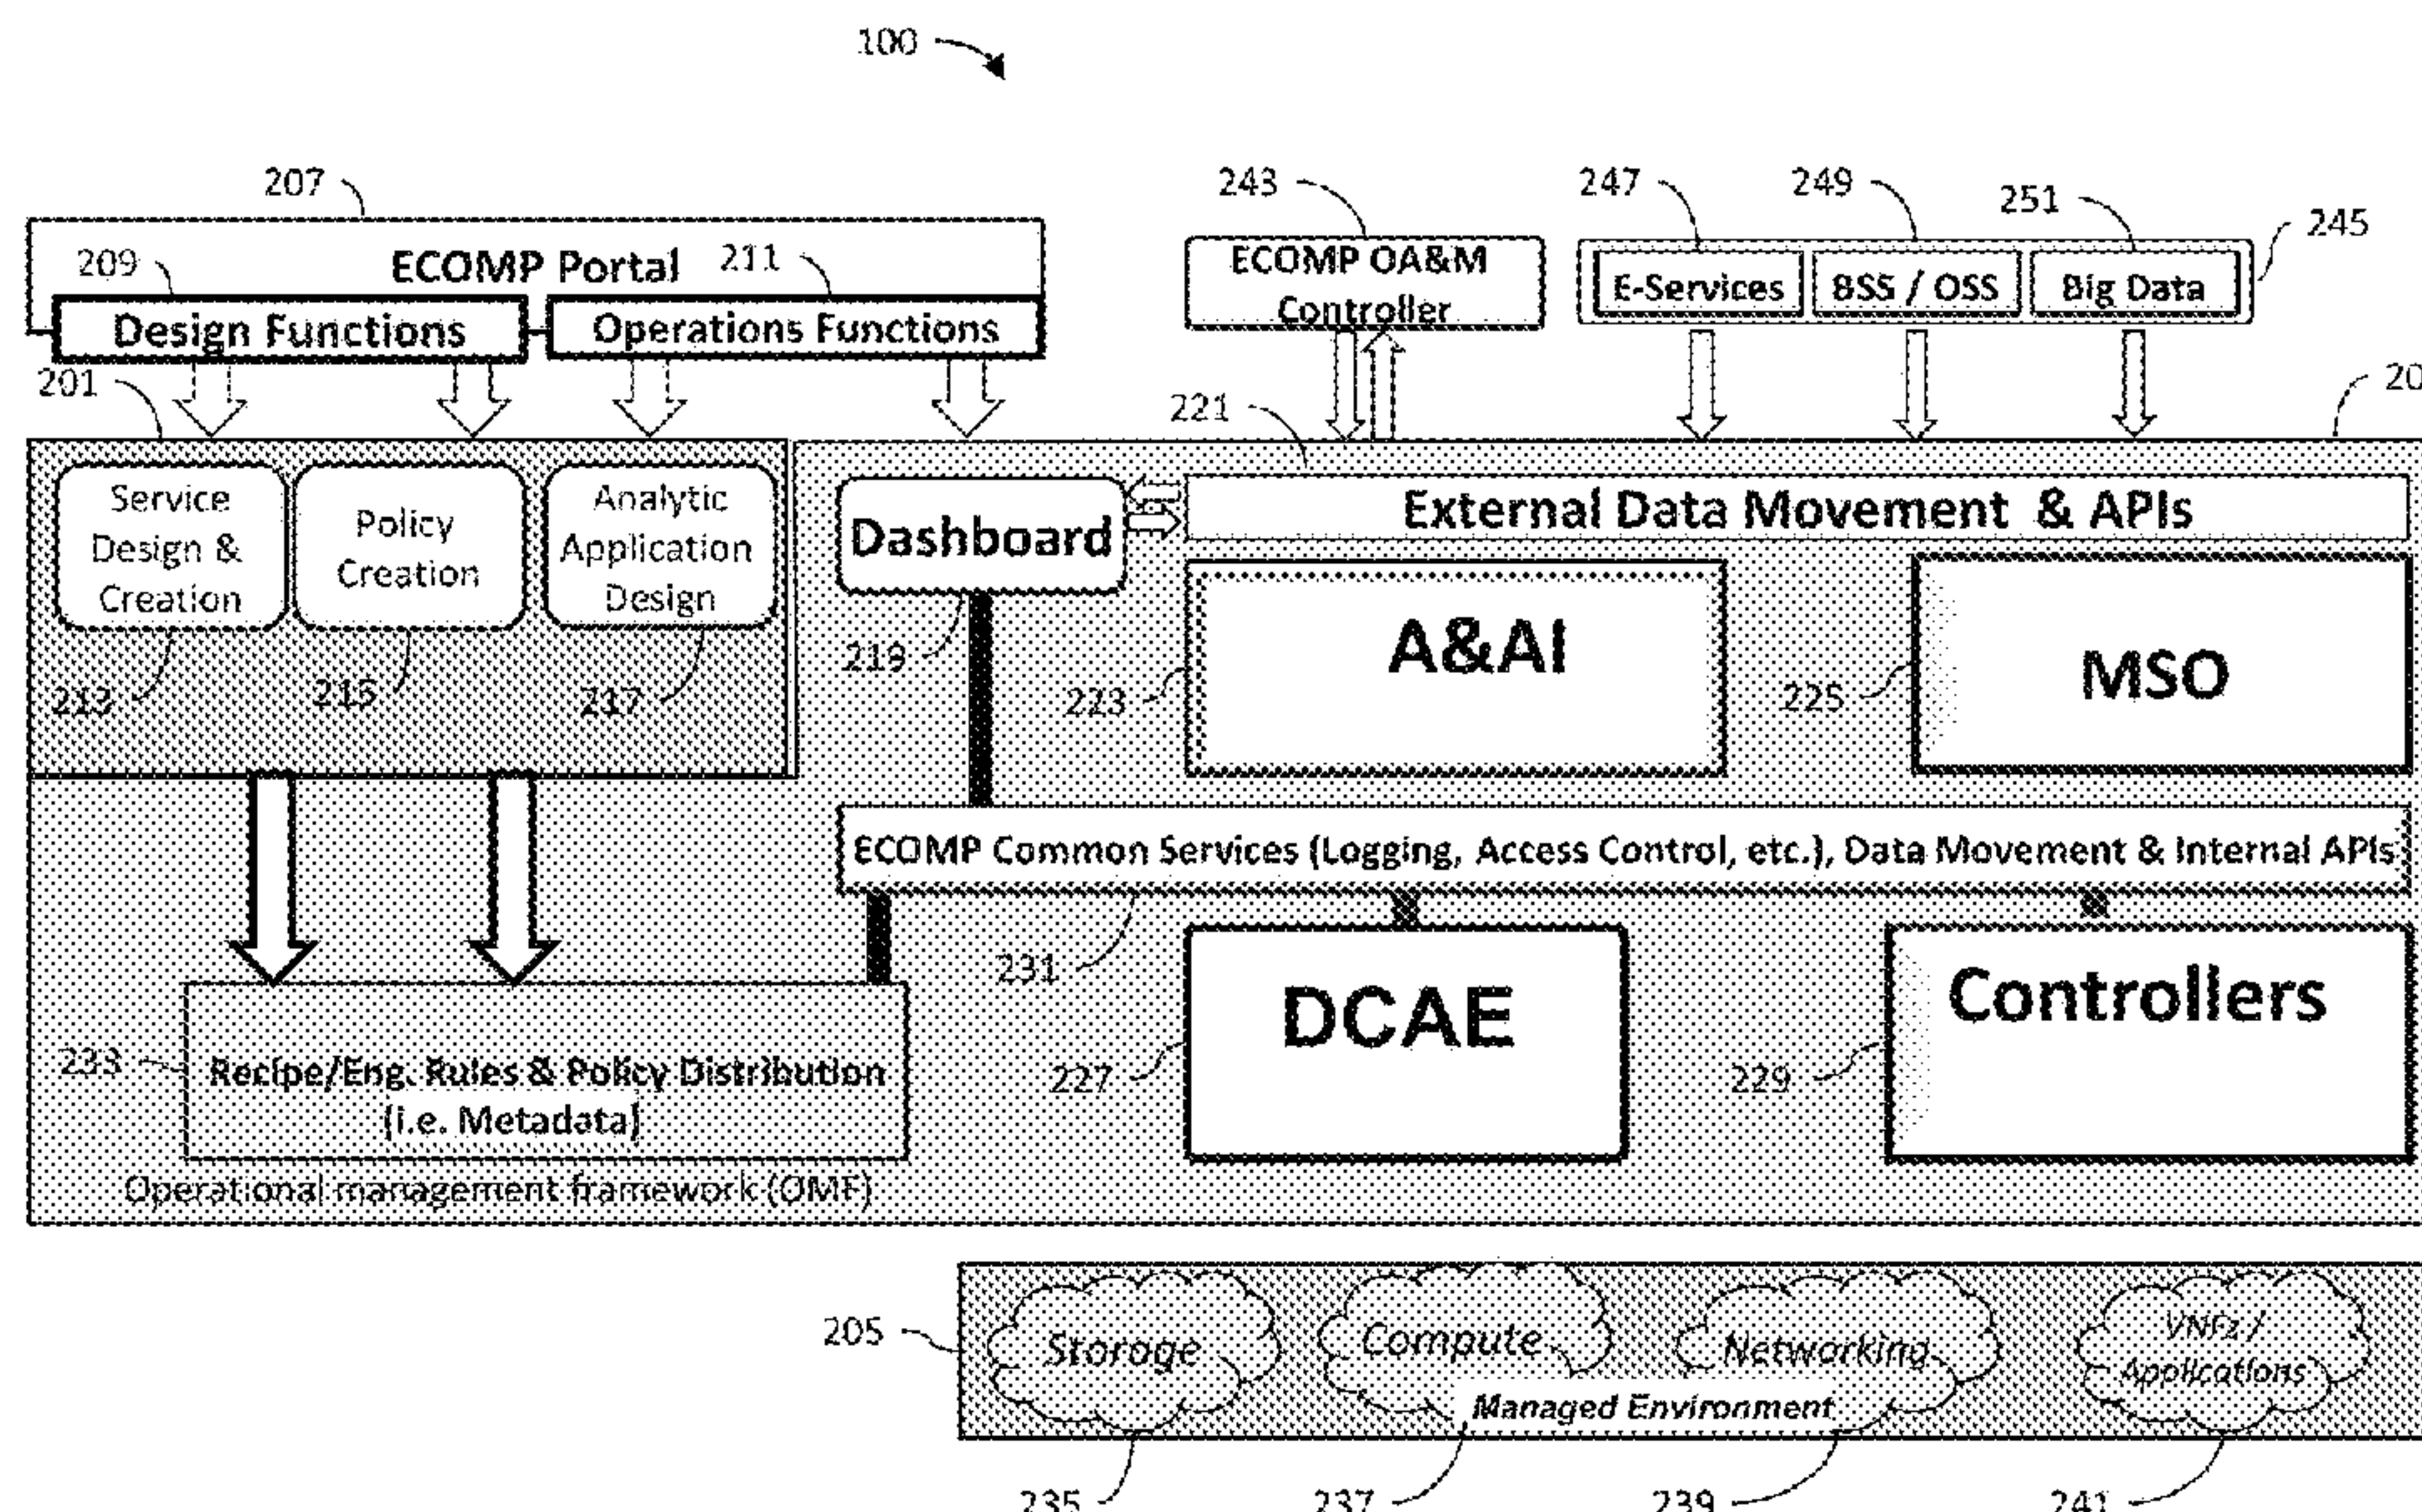 100
207
243
247
249
251
245
209
ECOMP Portal
211
ECOMP OA&M
Controller
E-Services
BSS / OSS
Big Data
Design Functions
Operations Functions
201
221
20
Service
Design &
Creation
Policy
Creation
Analytic
Application
Design
Dashboard
External Data Movement & APIs
A&AI
MSO
213
215
217
219
223
225
ECOMP Common Services (Logging, Access Control, etc.), Data Movement & Internal APIs
231
DCAE
Controllers
233
Recipe/Eng. Rules & Policy Distribution
(i.e. Metadata)
227
229
Operational management framework (OMF)
205
Storage
Compute
Networking
VNFs /
Applications
Managed Environment
235
237
239
241